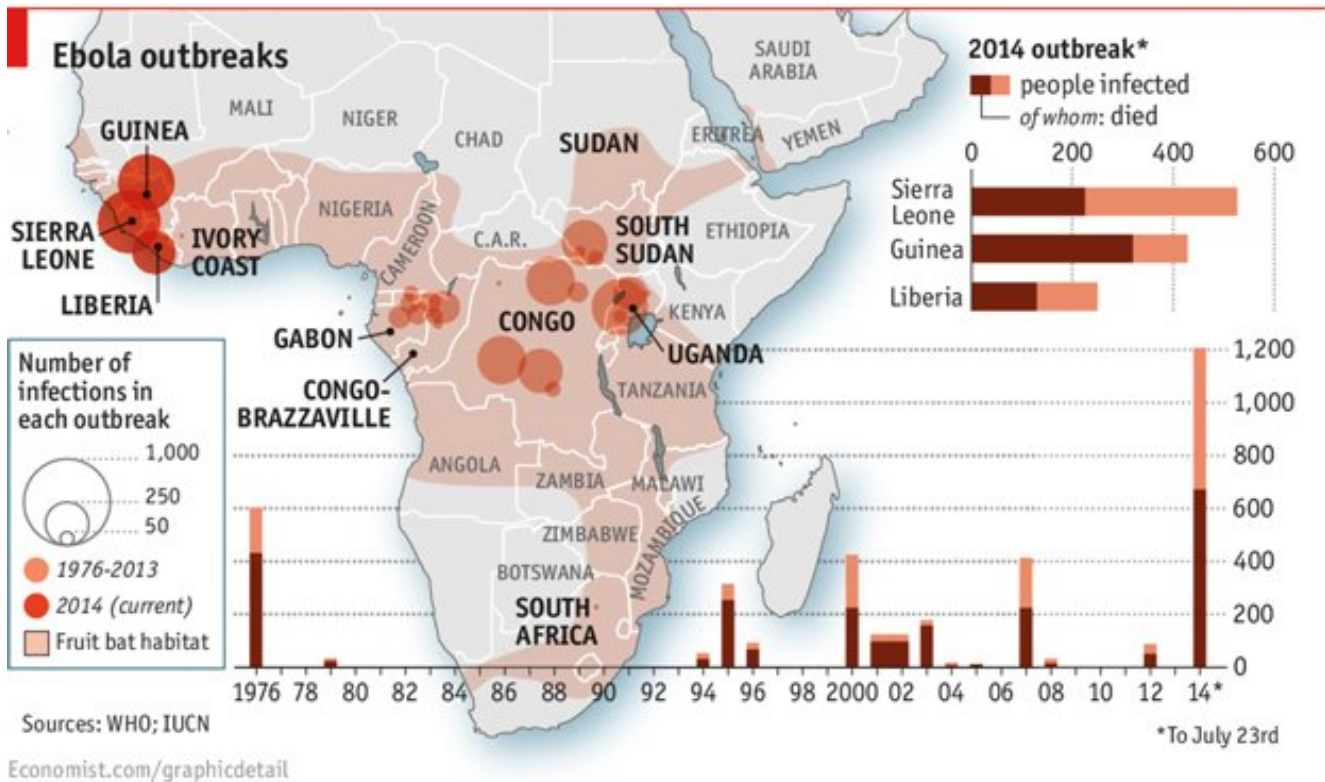 Ebola outbreaks
MALI
NIGER
CHAD
SUDAN
SAUDI
ARABIA
ERITREA
YEMEN
GUINEA
SIERRA
LEONE
LIBERIA
IVORY
COAST
NIGERIA
CAMEROON
C.A.R.
SOUTH
SUDAN
ETHIOPIA
KENYA
CONGO
UGANDA
GABON
CONGO-
BRAZZAVILLE
TANZANIA
ANGOLA
ZAMBIA
MALAWI
MOZAMBIQUE
ZIMBABWE
BOTSWANA
SOUTH
AFRICA
2014 outbreak*
people infected
of whom: died
0 200 400 600
Sierra
Leone
Guinea
Liberia
Number of
infections in
each outbreak
1,000
250
50
1976-2013
2014 (current)
Fruit bat habitat
1,200
1,000
800
600
400
200
0
1976 78 80 82 84 86 88 90 92 94 96 98 2000 02 04 06 08 10 12 14*
Sources: WHO; IUCN
*To July 23rd
Economist.com/graphicdetail